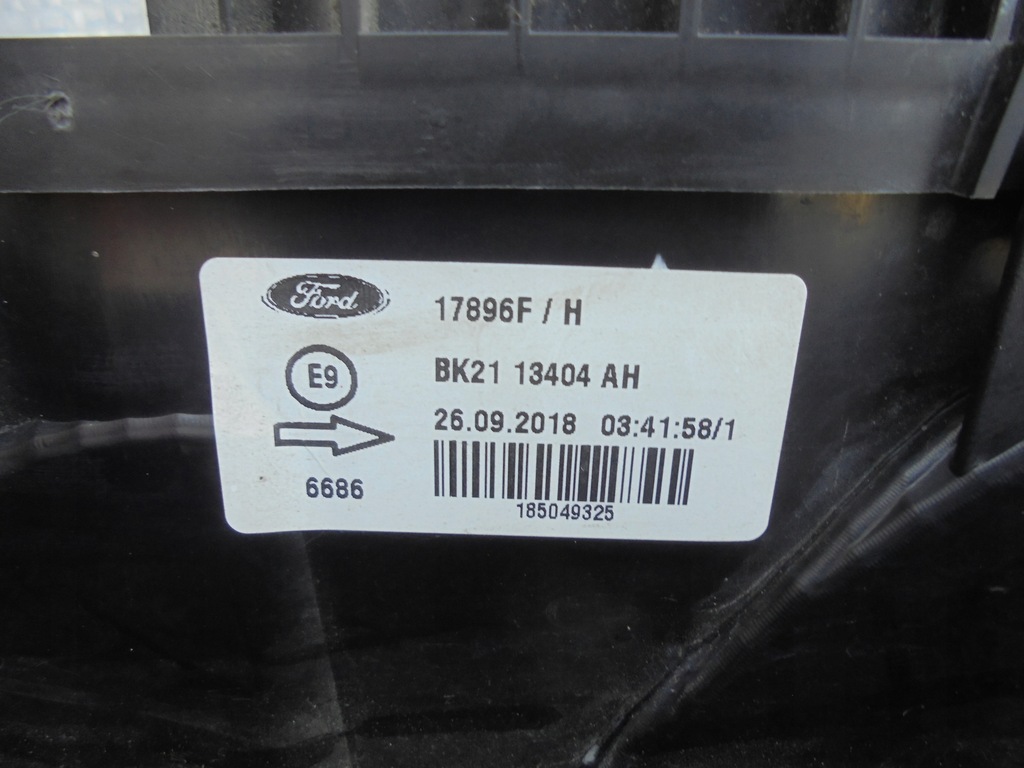 Ford
17896F / H
E9
BK21 13404 AH
26.09.2018 03:41:58/1
6686
185049325